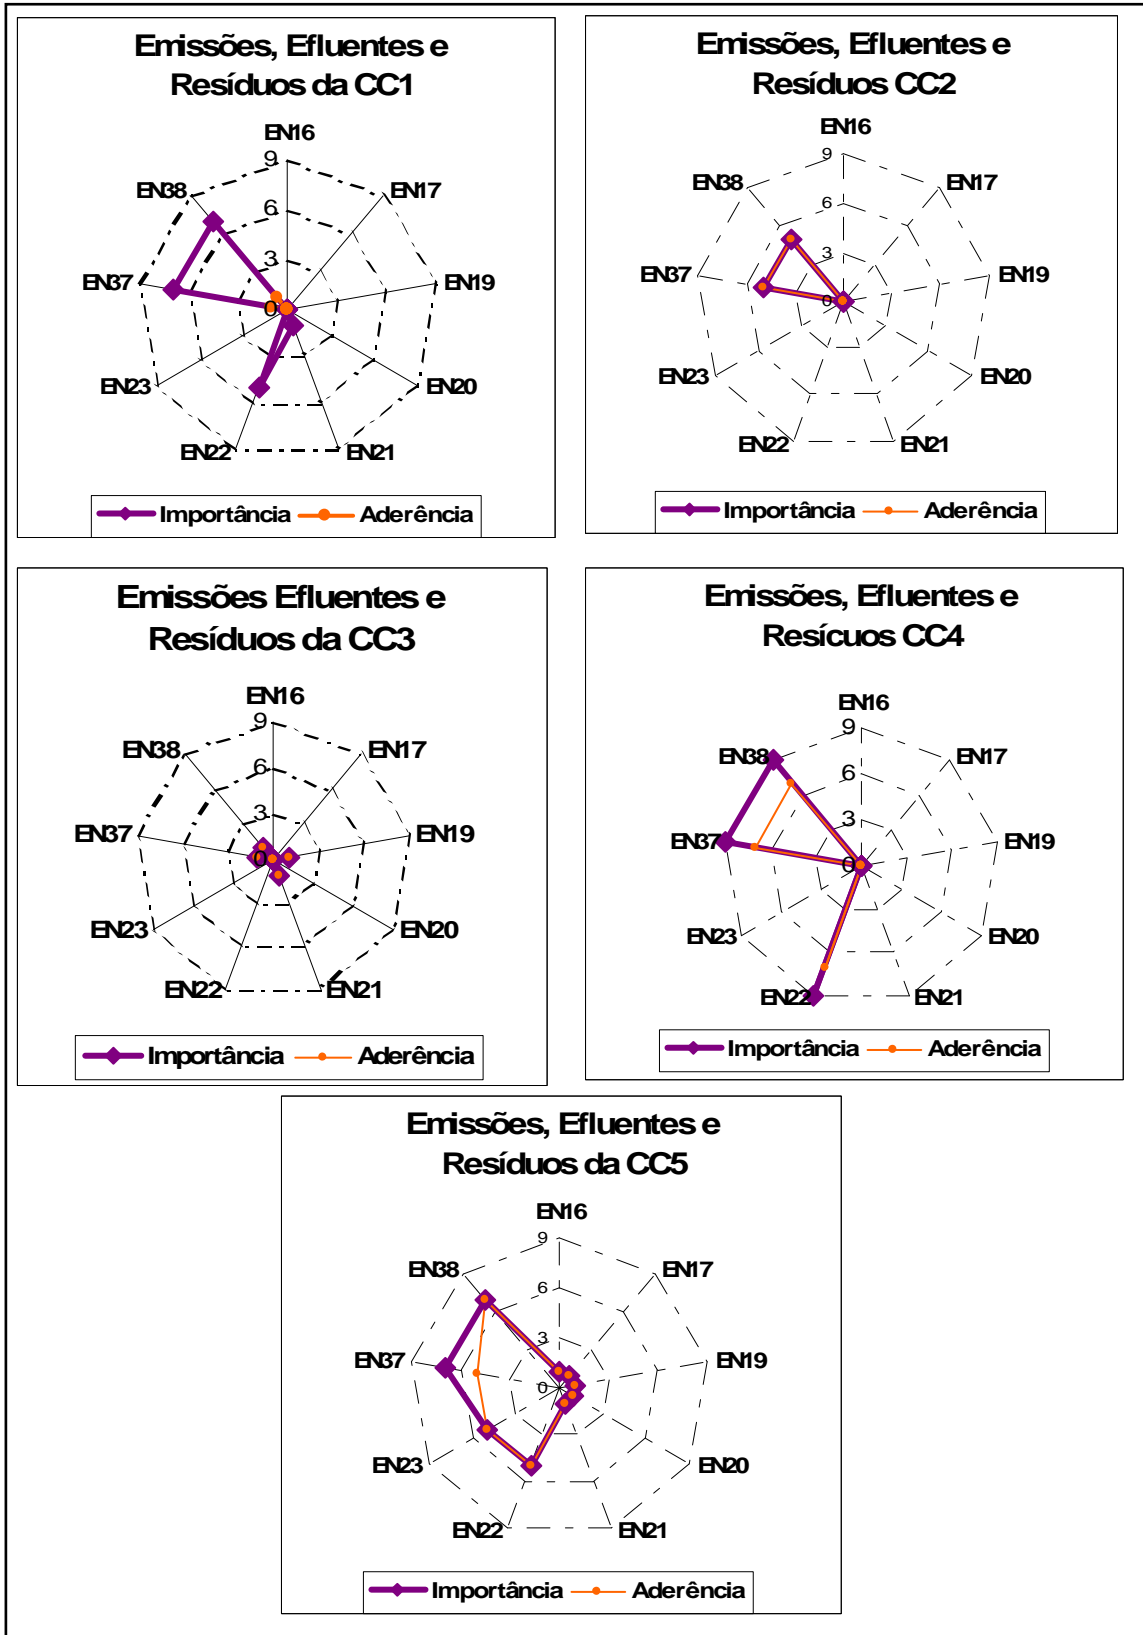 Emissões, Efluentes e
Resíduos da CC1
EN16
9
EN38
EN17
6
3
EN37
EN19
0
EN23
EN20
EN22
EN21
Importância
Aderência
Emissões, Efluentes e
Resíduos CC2
EN16
9
EN38
EN17
6
3
EN37
EN19
0
EN23
EN20
EN22
EN21
Importância
Aderência
Emissões Efluentes e
Resíduos da CC3
EN16
9
EN38
EN17
6
3
EN37
EN19
0
EN23
EN20
EN22
EN21
Importância
Aderência
Emissões, Efluentes e
Resícuos CC4
EN16
9
EN38
EN17
6
3
EN37
EN19
0
EN23
EN20
EN22
EN21
Importância
Aderência
Emissões, Efluentes e
Resíduos da CC5
EN16
9
EN38
EN17
6
3
EN37
EN19
0
EN23
EN20
EN22
EN21
Importância
Aderência